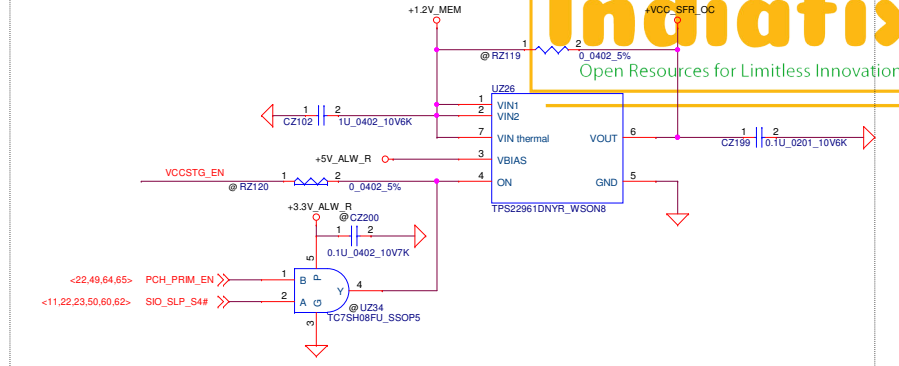 +1.2V_MEM
+VCC_SFR_OC
Indiafix
Open Resources for Limitless Innovation
1 2
@ RZ119 0_0402_5%
UZ26
1 VIN1
2 VIN2
7 VIN thermal VOUT 6
3 VBIAS
4 ON GND 5
TPS22961DNYR_WSON8
1 2
CZ102 1U_0402_10V6K
1 2
CZ199 0.1U_0201_10V6K
+5V_ALW_R
VCCSTG_EN
1 2
@ RZ120 0_0402_5%
+3.3V_ALW_R
@ CZ200
1 2
0.1U_0402_10V7K
5
P
<22,49,64,65> PCH_PRIM_EN 1 B
Y 4
<11,22,23,50,60,62> SIO_SLP_S4# 2 A G
@ UZ34
TC7SH08FU_SSOP5
3